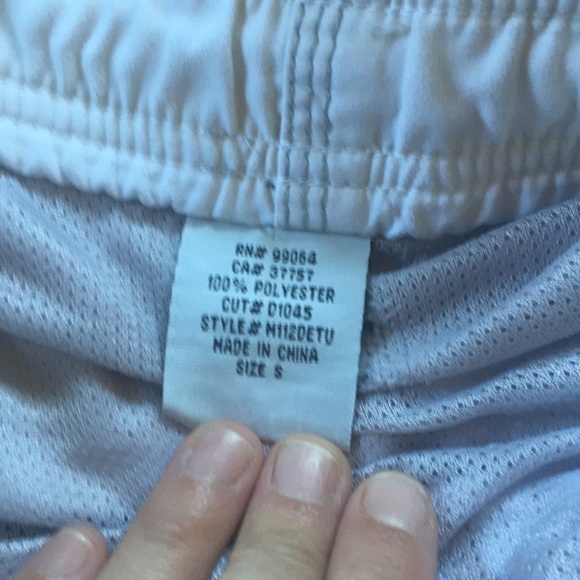 RN# 99064
CA# 37757
100% POLYESTER
CUT# D1045
STYLE# M112DETU
MADE IN CHINA
SIZE S